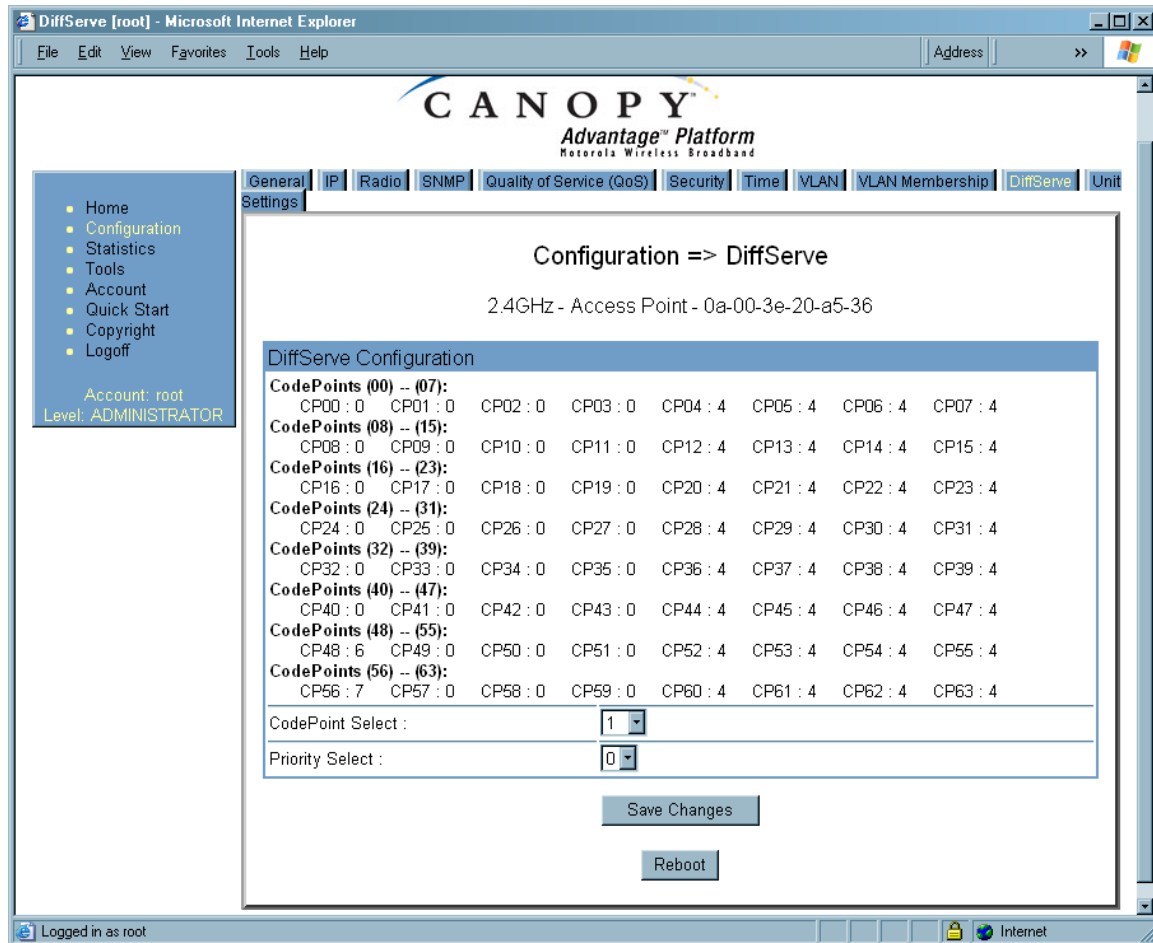 DiffServe [root] - Microsoft Internet Explorer
File Edit View Favorites Tools Help Address »
CANOPY™
Advantage™ Platform
Motorola Wireless Broadband
General IP Radio SNMP Quality of Service (QoS) Security Time VLAN VLAN Membership DiffServe Unit
Settings
Home
Configuration
Statistics
Tools
Account
Quick Start
Copyright
Logoff
Account: root
Level: ADMINISTRATOR
Configuration => DiffServe
2.4GHz - Access Point - 0a-00-3e-20-a5-36
DiffServe Configuration
CodePoints (00) -- (07):
CP00 : 0 CP01 : 0 CP02 : 0 CP03 : 0 CP04 : 4 CP05 : 4 CP06 : 4 CP07 : 4
CodePoints (08) -- (15):
CP08 : 0 CP09 : 0 CP10 : 0 CP11 : 0 CP12 : 4 CP13 : 4 CP14 : 4 CP15 : 4
CodePoints (16) -- (23):
CP16 : 0 CP17 : 0 CP18 : 0 CP19 : 0 CP20 : 4 CP21 : 4 CP22 : 4 CP23 : 4
CodePoints (24) -- (31):
CP24 : 0 CP25 : 0 CP26 : 0 CP27 : 0 CP28 : 4 CP29 : 4 CP30 : 4 CP31 : 4
CodePoints (32) -- (39):
CP32 : 0 CP33 : 0 CP34 : 0 CP35 : 0 CP36 : 4 CP37 : 4 CP38 : 4 CP39 : 4
CodePoints (40) -- (47):
CP40 : 0 CP41 : 0 CP42 : 0 CP43 : 0 CP44 : 4 CP45 : 4 CP46 : 4 CP47 : 4
CodePoints (48) -- (55):
CP48 : 6 CP49 : 0 CP50 : 0 CP51 : 0 CP52 : 4 CP53 : 4 CP54 : 4 CP55 : 4
CodePoints (56) -- (63):
CP56 : 7 CP57 : 0 CP58 : 0 CP59 : 0 CP60 : 4 CP61 : 4 CP62 : 4 CP63 : 4
CodePoint Select : 1
Priority Select : 0
Save Changes
Reboot
Logged in as root Internet